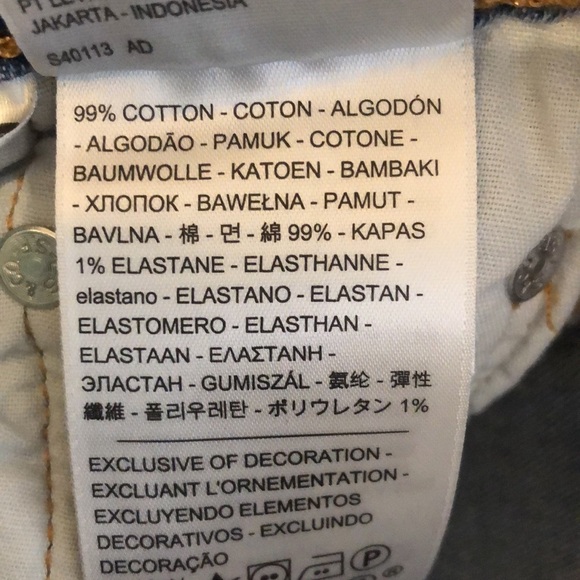 JAKARTA - INDONESIA
S40113 AD
99% COTTON - COTON - ALGODÓN
- ALGODÃO - PAMUK - COTONE -
BAUMWOLLE - KATOEN - BAMBAKI
- ХЛОПОК - BAWEŁNA - PAMUT -
BAVLNA - 棉 - 면 - 綿 99% - KAPAS
1% ELASTANE - ELASTHANNE -
elastano - ELASTANO - ELASTAN -
ELASTOMERO - ELASTHAN -
ELASTAAN - ΕΛΑΣΤΑΝΗ -
ЭЛАСТАН - GUMISZÁL - 氨纶 - 彈性
纖維 - 폴리우레탄 - ポリウレタン 1%
EXCLUSIVE OF DECORATION -
EXCLUANT L'ORNEMENTATION -
EXCLUYENDO ELEMENTOS
DECORATIVOS - EXCLUINDO
DECORAÇÃO
P